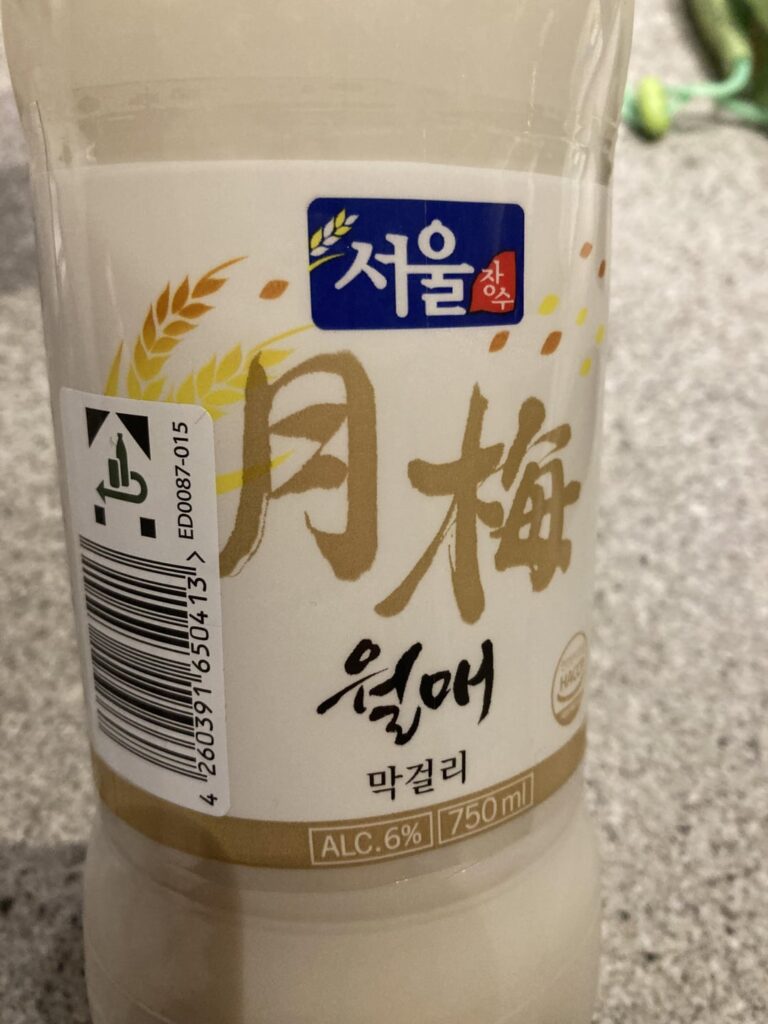 서울
장수
月梅
월매
막걸리
ALC.6% 750ml
HACCP
ED0087-015
4 260391 650413 >